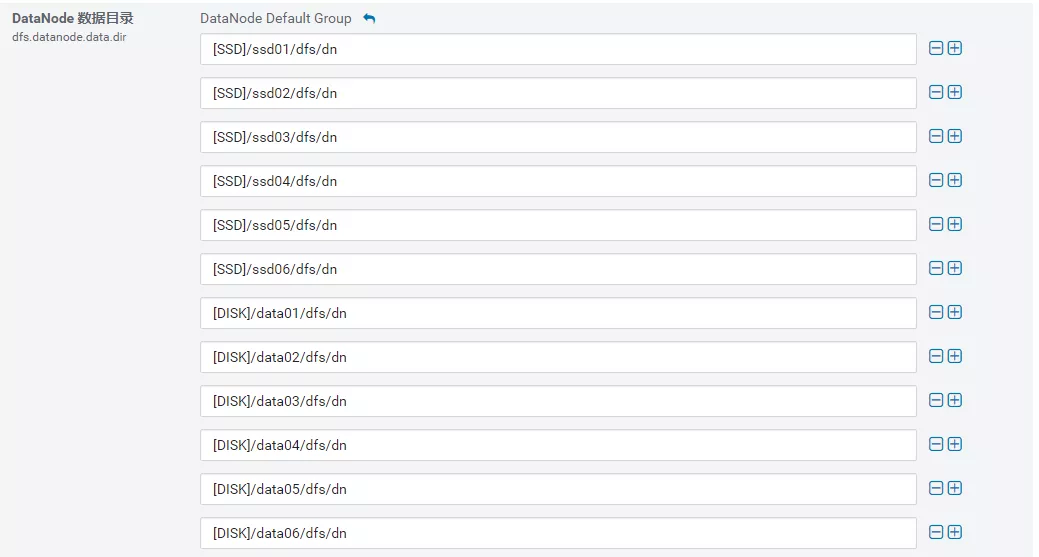 DataNode 数据目录
dfs.datanode.data.dir
DataNode Default Group
[SSD]/ssd01/dfs/dn
[SSD]/ssd02/dfs/dn
[SSD]/ssd03/dfs/dn
[SSD]/ssd04/dfs/dn
[SSD]/ssd05/dfs/dn
[SSD]/ssd06/dfs/dn
[DISK]/data01/dfs/dn
[DISK]/data02/dfs/dn
[DISK]/data03/dfs/dn
[DISK]/data04/dfs/dn
[DISK]/data05/dfs/dn
[DISK]/data06/dfs/dn